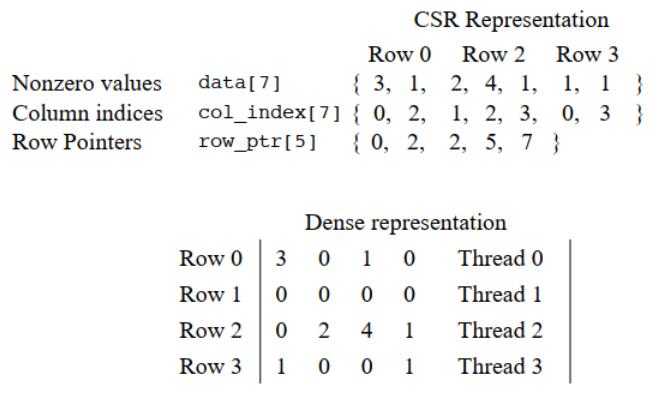 CSR Representation
Row 0 Row 2 Row 3
Nonzero values data[7] { 3, 1, 2, 4, 1, 1, 1 }
Column indices col_index[7] { 0, 2, 1, 2, 3, 0, 3 }
Row Pointers row_ptr[5] { 0, 2, 2, 5, 7 }
Dense representation
Row 0 3 0 1 0 Thread 0
Row 1 0 0 0 0 Thread 1
Row 2 0 2 4 1 Thread 2
Row 3 1 0 0 1 Thread 3